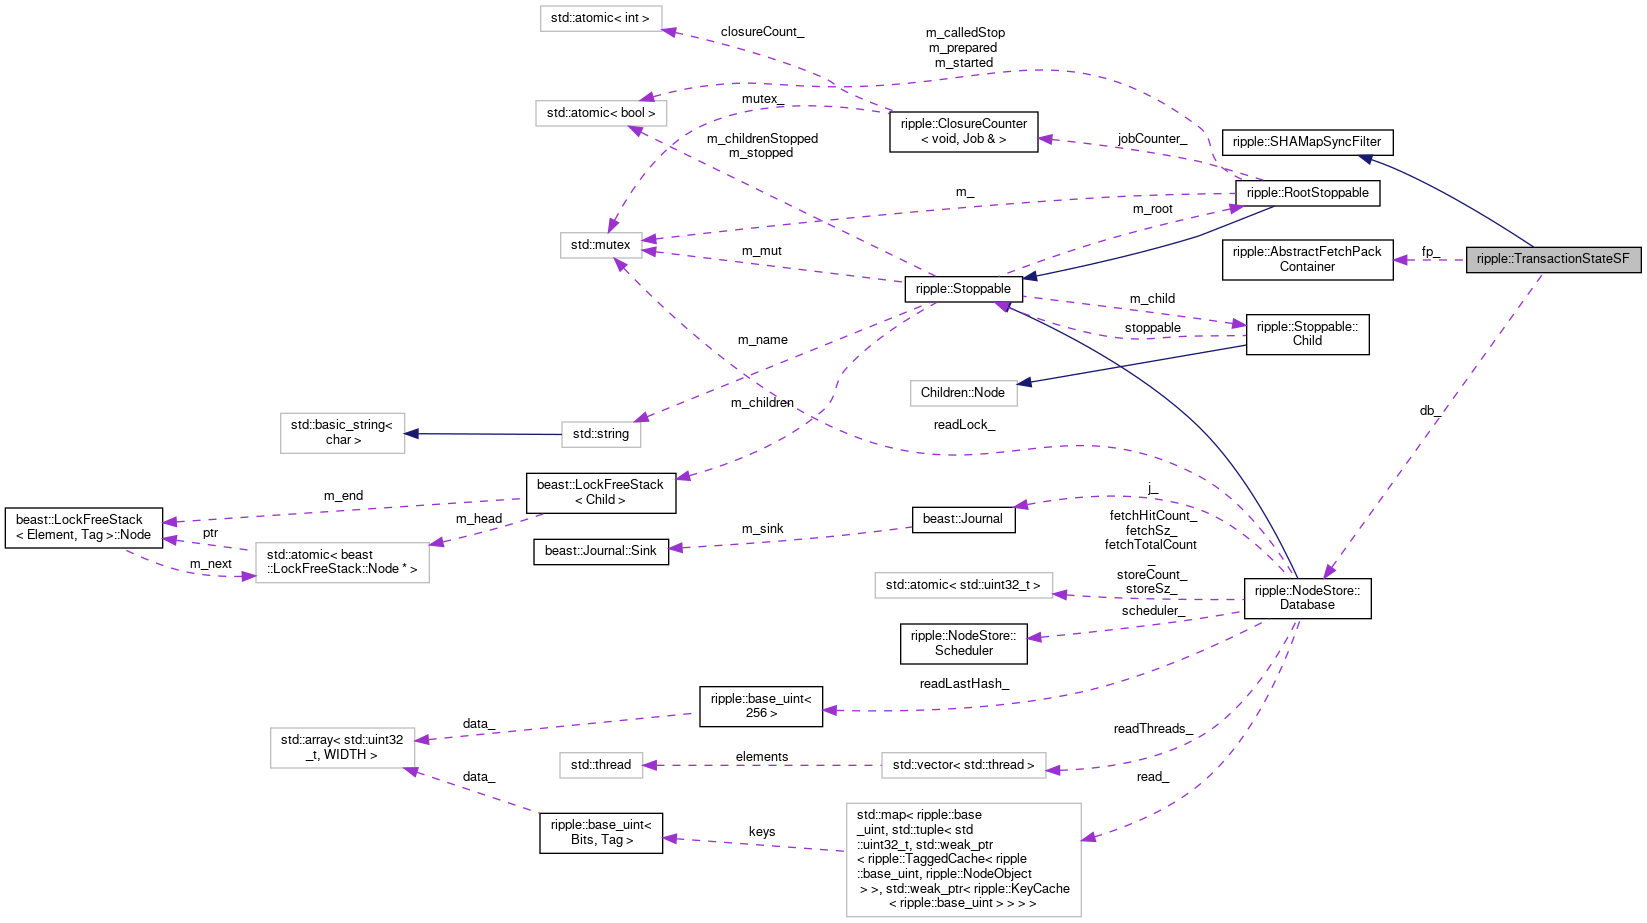 std::atomic< int >
closureCount_
m_calledStop
m_prepared
m_started
std::atomic< bool >
mutex_
ripple::ClosureCounter
< void, Job & >
jobCounter_
ripple::SHAMapSyncFilter
m_childrenStopped
m_stopped
m_
ripple::RootStoppable
m_root
std::mutex
m_mut
ripple::AbstractFetchPack
Container
fp_
ripple::TransactionStateSF
ripple::Stoppable
m_child
stoppable
ripple::Stoppable::
Child
m_name
Children::Node
m_children
readLock_
db_
std::basic_string<
char >
std::string
beast::LockFreeStack
< Child >
m_end
m_head
beast::LockFreeStack
< Element, Tag >::Node
ptr
m_next
std::atomic< beast
::LockFreeStack::Node * >
j_
beast::Journal
m_sink
beast::Journal::Sink
fetchHitCount_
fetchSz_
fetchTotalCount
_
storeCount_
storeSz_
std::atomic< std::uint32_t >
ripple::NodeStore::
Database
scheduler_
ripple::NodeStore::
Scheduler
readLastHash_
ripple::base_uint<
256 >
data_
std::array< std::uint32
_t, WIDTH >
readThreads_
std::vector< std::thread >
elements
std::thread
read_
data_
ripple::base_uint<
Bits, Tag >
keys
std::map< ripple::base
_uint, std::tuple< std
::uint32_t, std::weak_ptr
< ripple::TaggedCache< ripple
::base_uint, ripple::NodeObject
> >, std::weak_ptr< ripple::KeyCache
< ripple::base_uint > > > >